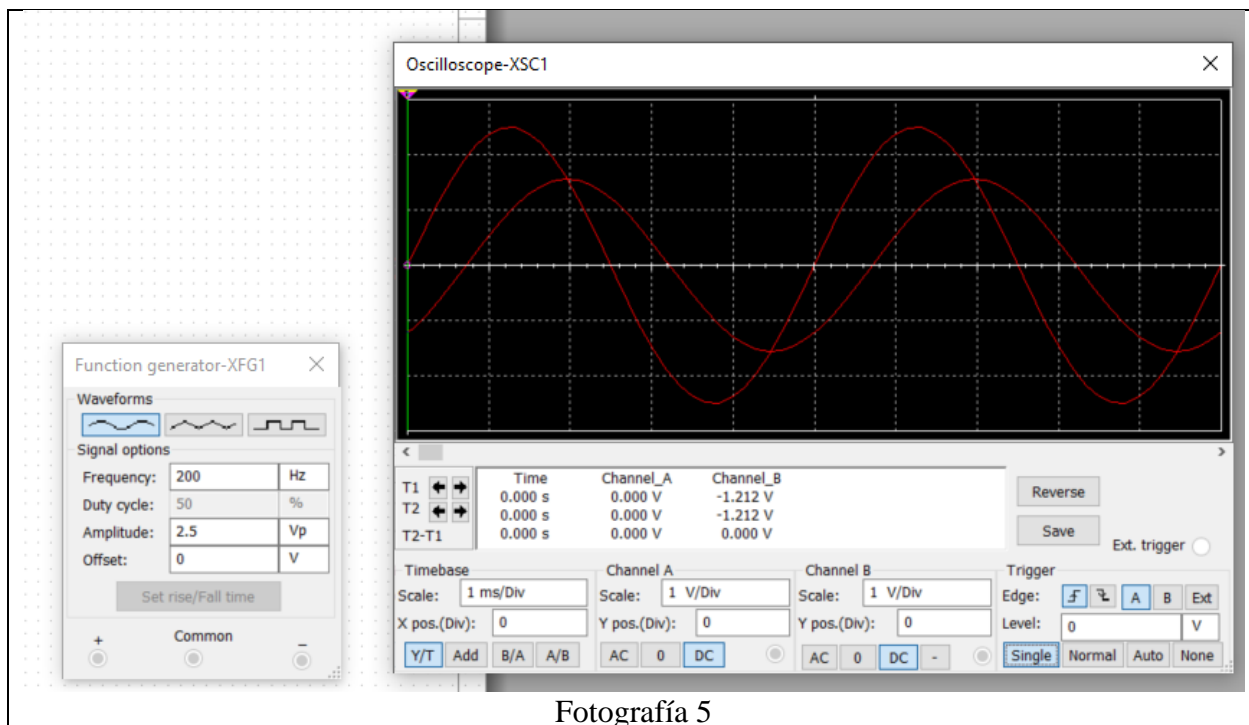 Oscilloscope-XSC1
Function generator-XFG1
Waveforms
Signal options
Frequency: 200 Hz
Duty cycle: 50 %
Amplitude: 2.5 Vp
Offset: 0 V
Set rise/Fall time
+ Common −
Time Channel_A Channel_B
T1 0.000 s 0.000 V -1.212 V
T2 0.000 s 0.000 V -1.212 V
T2-T1 0.000 s 0.000 V 0.000 V
Reverse
Save
Ext. trigger
Timebase
Scale: 1 ms/Div
X pos.(Div): 0
Y/T Add B/A A/B
Channel A
Scale: 1 V/Div
Y pos.(Div): 0
AC 0 DC
Channel B
Scale: 1 V/Div
Y pos.(Div): 0
AC 0 DC -
Trigger
Edge: A B Ext
Level: 0 V
Single Normal Auto None
Fotografía 5